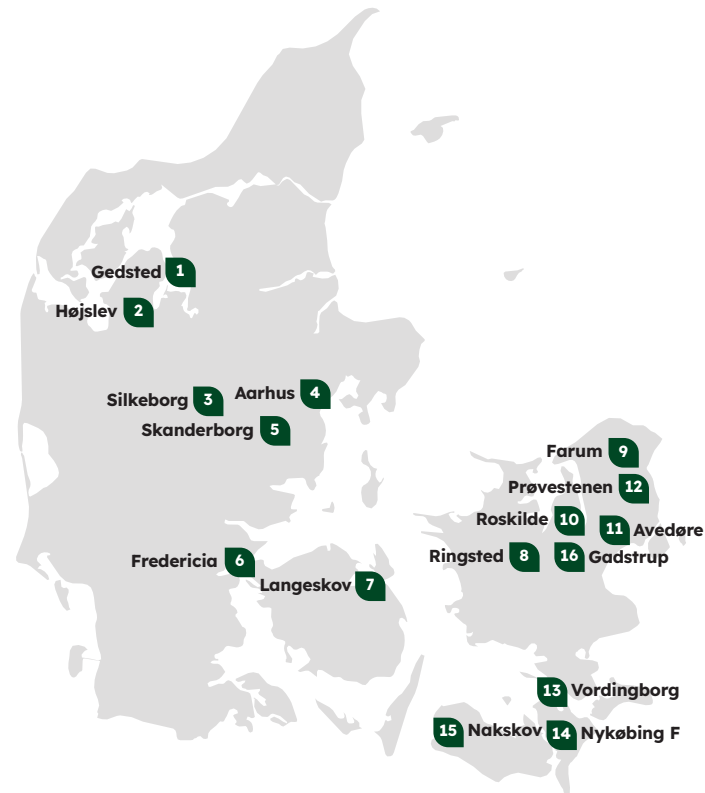 Gedsted 1
Højslev 2
Silkeborg 3
Aarhus 4
Skanderborg 5
Farum 9
Prøvestenen 12
Roskilde 10
11 Avedøre
Ringsted 8
16 Gadstrup
Fredericia 6
Langeskov 7
13 Vordingborg
15 Nakskov
14 Nykøbing F